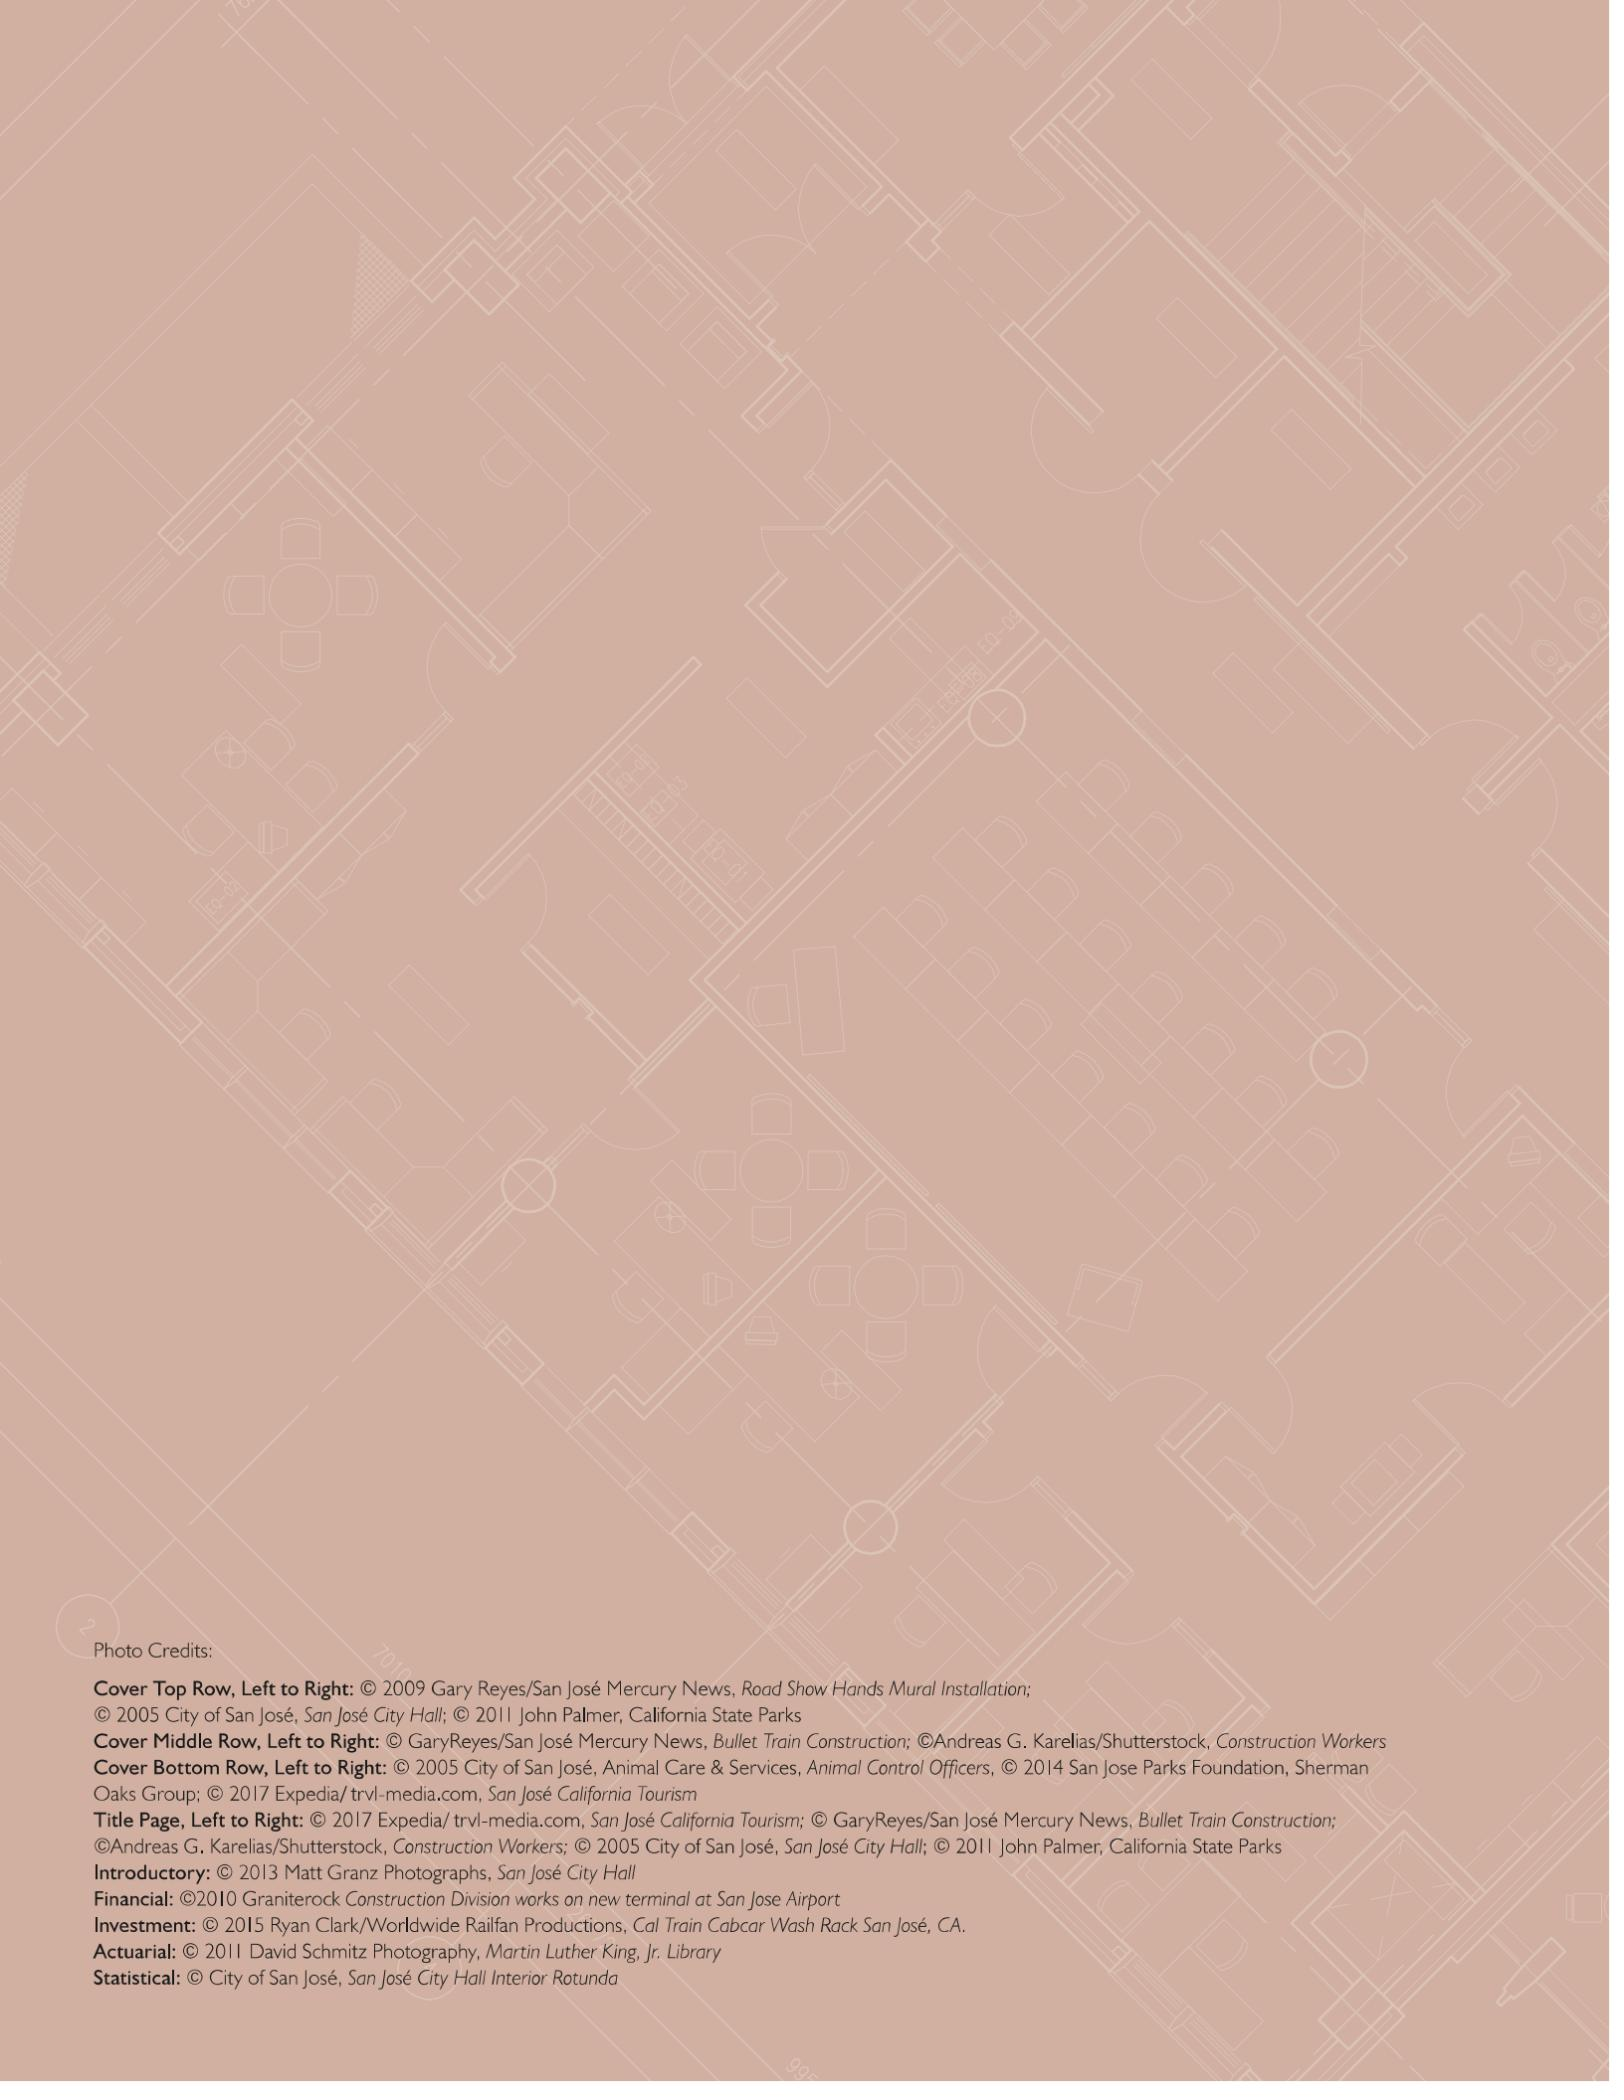 EQ-09
EQ-03
EQ-01
2
7010
Photo Credits:
Cover Top Row, Left to Right: © 2009 Gary Reyes/San José Mercury News, Road Show Hands Mural Installation;
© 2005 City of San José, San José City Hall; © 2011 John Palmer, California State Parks
Cover Middle Row, Left to Right: © GaryReyes/San José Mercury News, Bullet Train Construction; ©Andreas G. Karelias/Shutterstock, Construction Workers
Cover Bottom Row, Left to Right: © 2005 City of San José, Animal Care & Services, Animal Control Officers, © 2014 San Jose Parks Foundation, Sherman
Oaks Group; © 2017 Expedia/ trvl-media.com, San José California Tourism
Title Page, Left to Right: © 2017 Expedia/ trvl-media.com, San José California Tourism; © GaryReyes/San José Mercury News, Bullet Train Construction;
©Andreas G. Karelias/Shutterstock, Construction Workers; © 2005 City of San José, San José City Hall; © 2011 John Palmer, California State Parks
Introductory: © 2013 Matt Granz Photographs, San José City Hall
Financial: ©2010 Graniterock Construction Division works on new terminal at San Jose Airport
Investment: © 2015 Ryan Clark/Worldwide Railfan Productions, Cal Train Cabcar Wash Rack San José, CA.
Actuarial: © 2011 David Schmitz Photography, Martin Luther King, Jr. Library
Statistical: © City of San José, San José City Hall Interior Rotunda